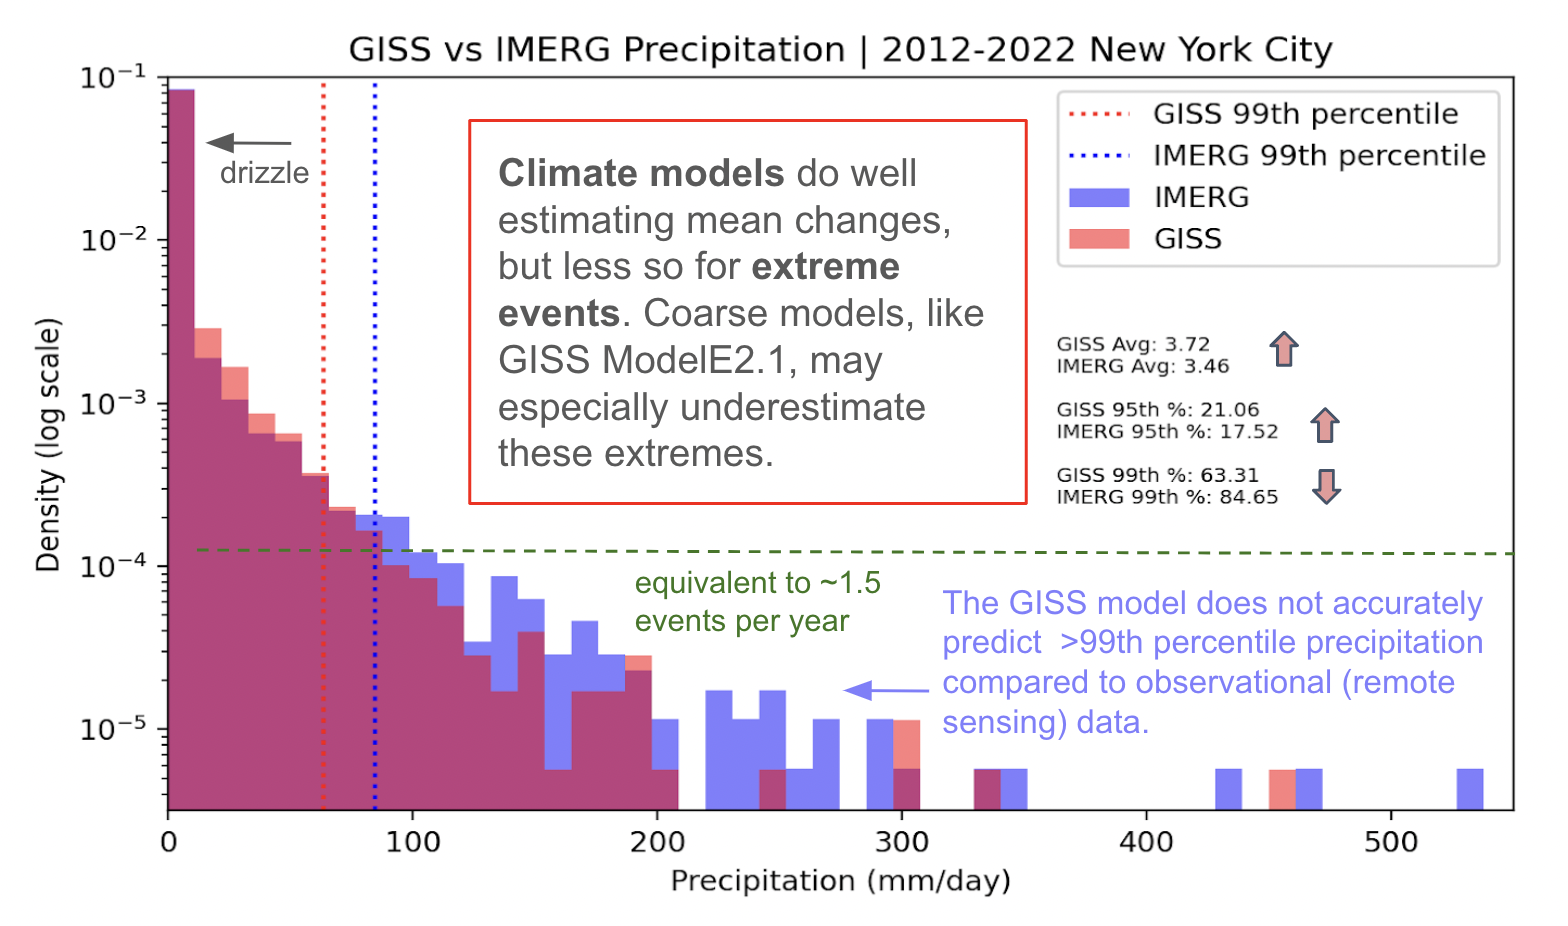 GISS vs IMERG Precipitation | 2012-2022 New York City
10⁻¹
10⁻²
10⁻³
10⁻⁴
10⁻⁵
Density (log scale)
drizzle
Climate models do well
estimating mean changes,
but less so for extreme
events. Coarse models, like
GISS ModelE2.1, may
especially underestimate
these extremes.
GISS 99th percentile
IMERG 99th percentile
IMERG
GISS
GISS Avg: 3.72
IMERG Avg: 3.46
GISS 95th %: 21.06
IMERG 95th %: 17.52
GISS 99th %: 63.31
IMERG 99th %: 84.65
equivalent to ~1.5
events per year
The GISS model does not accurately
predict  >99th percentile precipitation
compared to observational (remote
sensing) data.
0 100 200 300 400 500
Precipitation (mm/day)